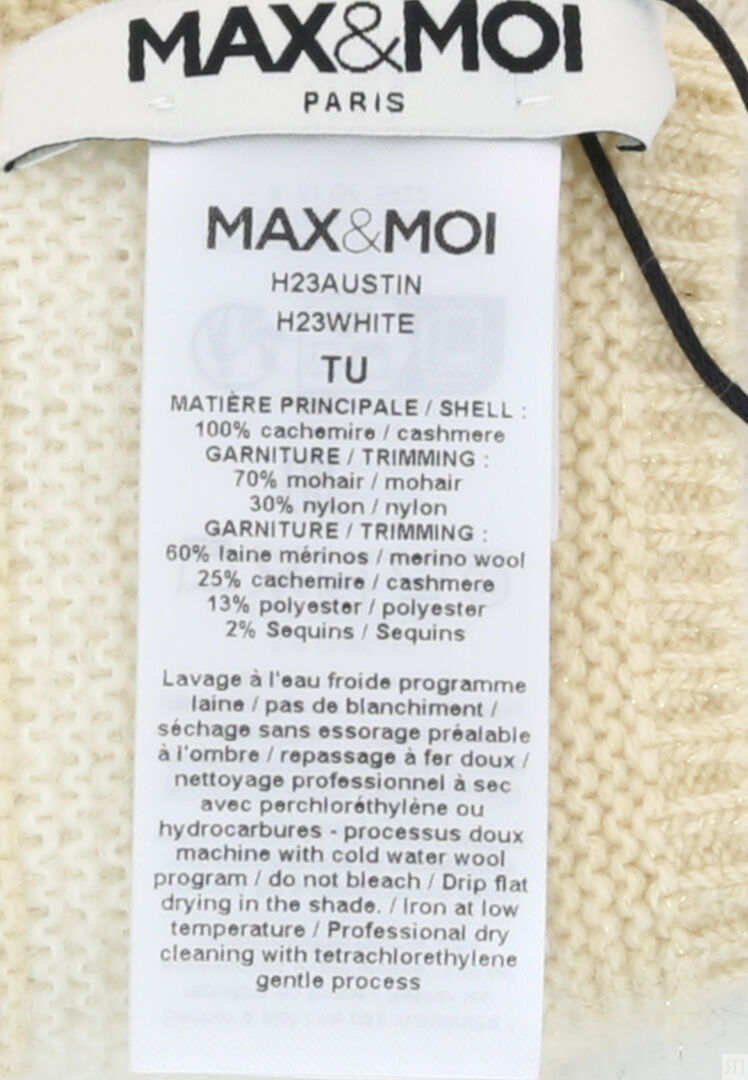 MAX&MOI
PARIS
MAX&MOI
H23AUSTIN
H23WHITE
TU
MATIÈRE PRINCIPALE / SHELL :
100% cachemire / cashmere
GARNITURE / TRIMMING :
70% mohair / mohair
30% nylon / nylon
GARNITURE / TRIMMING :
60% laine mérinos / merino wool
25% cachemire / cashmere
13% polyester / polyester
2% Sequins / Sequins
Lavage à l'eau froide programme
laine / pas de blanchiment /
séchage sans essorage préalable
à l'ombre / repassage à fer doux /
nettoyage professionnel à sec
avec perchloréthylène ou
hydrocarbures - processus doux
machine with cold water wool
program / do not bleach / Drip flat
drying in the shade. / Iron at low
temperature / Professional dry
cleaning with tetrachlorethylene
gentle process